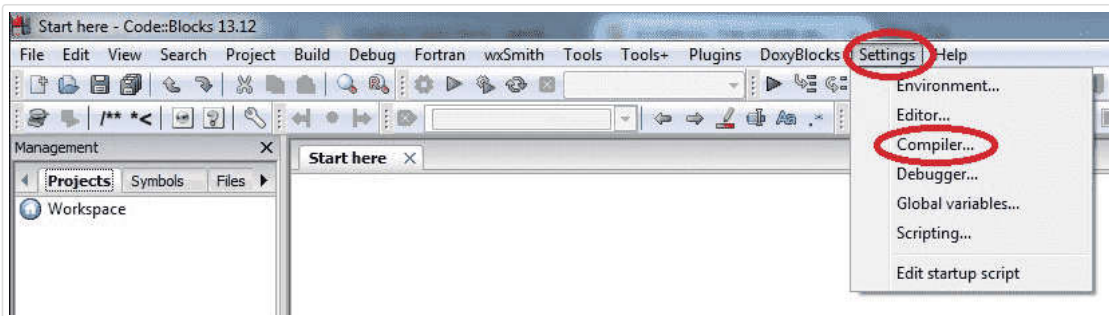 Start here - Code::Blocks 13.12
File Edit View Search Project Build Debug Fortran wxSmith Tools Tools+ Plugins DoxyBlocks Settings Help
/** *<
Aa .*
Management
Start here
Projects Symbols Files
Workspace
Environment...
Editor...
Compiler...
Debugger...
Global variables...
Scripting...
Edit startup script